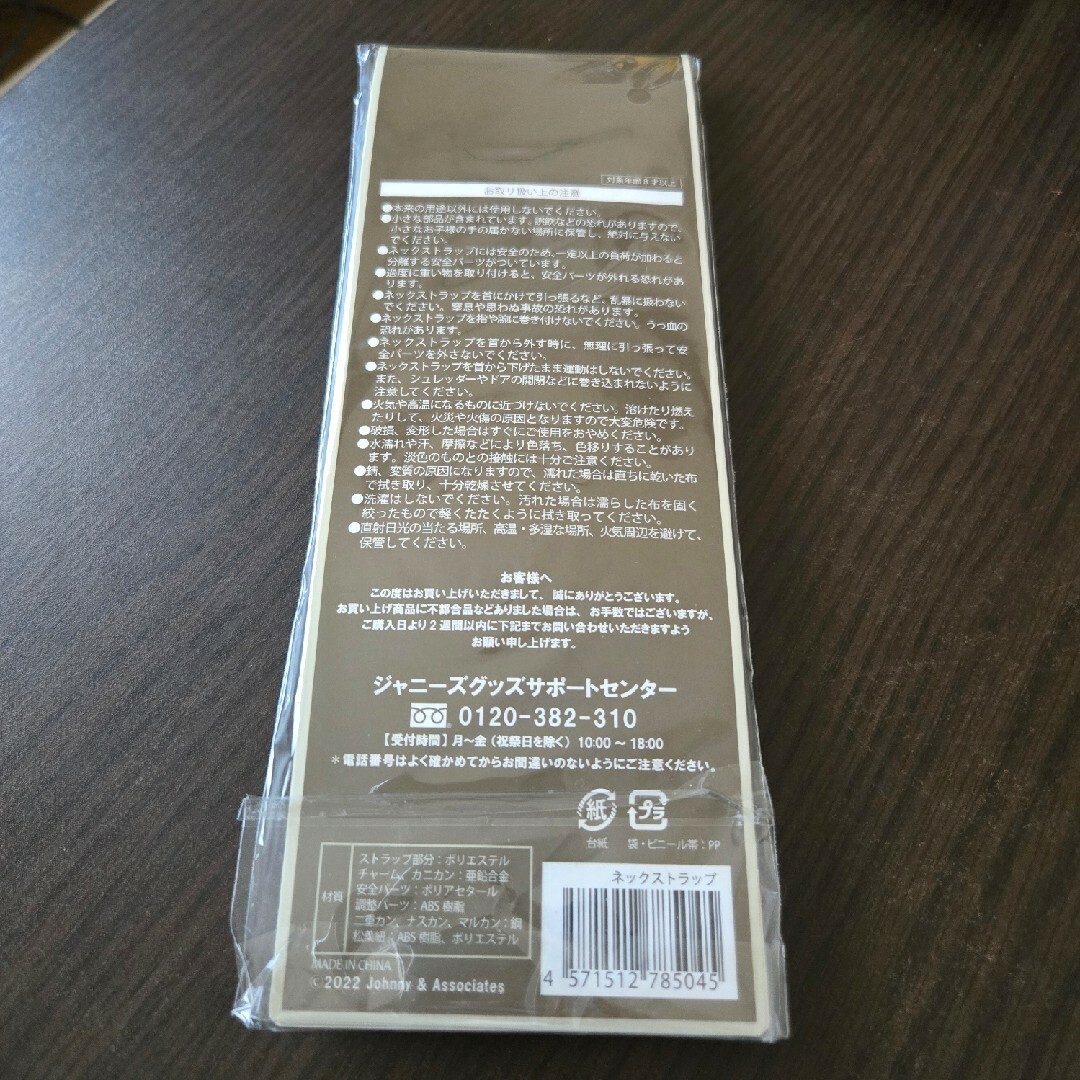 対象年齢8才以上
お取り扱い上の注意
●本来の用途以外には使用しないでください。
●小さな部品が含まれています。誤飲などの恐れがありますので、
小さなお子様の手の届かない場所に保管し、絶対に与えない
でください。
●ネックストラップには安全のため、一定以上の負荷が加わると
分離する安全パーツがついています。
●過度に重い物を取り付けると、安全パーツが外れる恐れがあ
ります。
●ネックストラップを首にかけて引っ張るなど、乱暴に扱わない
でください。窒息や思わぬ事故の恐れがあります。
●ネックストラップを指や腕に巻き付けないでください。うっ血の
恐れがあります。
●ネックストラップを首から外す時に、無理に引っ張って安
全パーツを外さないでください。
●ネックストラップを首から下げたまま運動はしないでください。
また、シュレッダーやドアの開閉などに巻き込まれないように
注意してください。
●火気や高温になるものに近づけないでください。溶けたり燃え
たりして、火災や火傷の原因となりますので大変危険です。
●破損、変形した場合はすぐにご使用をおやめください。
●水濡れや汗、摩擦などにより色落ち、色移りすることがあり
ます。淡色のものとの接触には十分ご注意ください。
●錆、変質の原因になりますので、濡れた場合は直ちに乾いた布
で拭き取り、十分乾燥させてください。
●洗濯はしないでください。汚れた場合は濡らした布を固く
絞ったもので軽くたたくように拭き取ってください。
●直射日光の当たる場所、高温・多湿な場所、火気周辺を避けて、
保管してください。
お客様へ
この度はお買い上げいただきまして、誠にありがとうございます。
お買い上げ商品に不都合品などありました場合は、お手数ではございますが、
ご購入日より2週間以内に下記までお問い合わせいただきますよう
お願い申し上げます。
ジャニーズグッズサポートセンター
0120-382-310
【受付時間】月～金（祝祭日を除く）10:00～18:00
＊電話番号はよく確かめてからお間違いのないようにご注意ください。
紙 プラ
台紙 袋・ビニール帯：PP
材質
ストラップ部分：ポリエステル
チャーム、カニカン：亜鉛合金
安全パーツ：ポリアセタール
調整パーツ：ABS樹脂
二重カン、ナスカン、マルカン：鋼
松葉紐：ABS樹脂、ポリエステル
MADE IN CHINA
©2022 Johnny & Associates
ネックストラップ
4 571512 785045